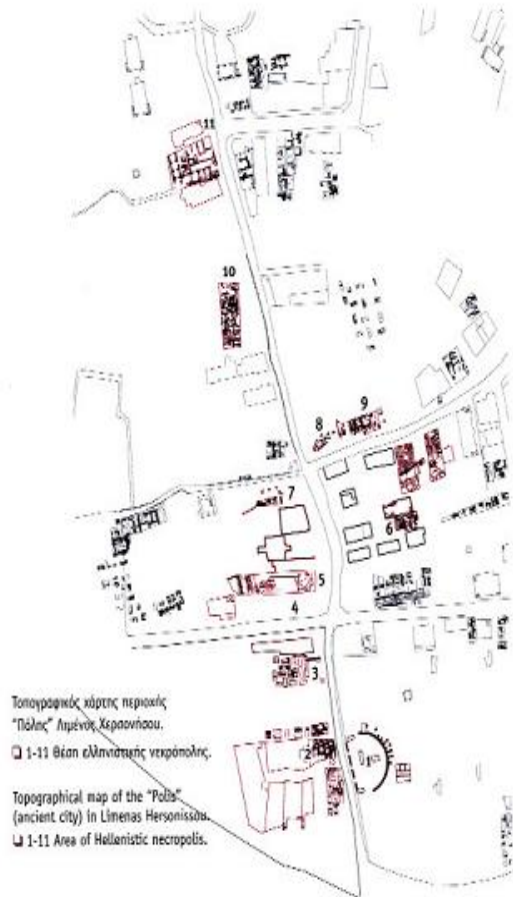 11
10
9
8
7
6
5
4
3
2
Τοπογραφικός χάρτης περιοχής
"Πόλης" Λιμένος Χερσονήσου.
1-11 Θέση ελληνιστικής νεκρόπολης.
Topographical map of the "Polis"
(ancient city) in Limenas Hersonissou.
1-11 Area of Hellenistic necropolis.